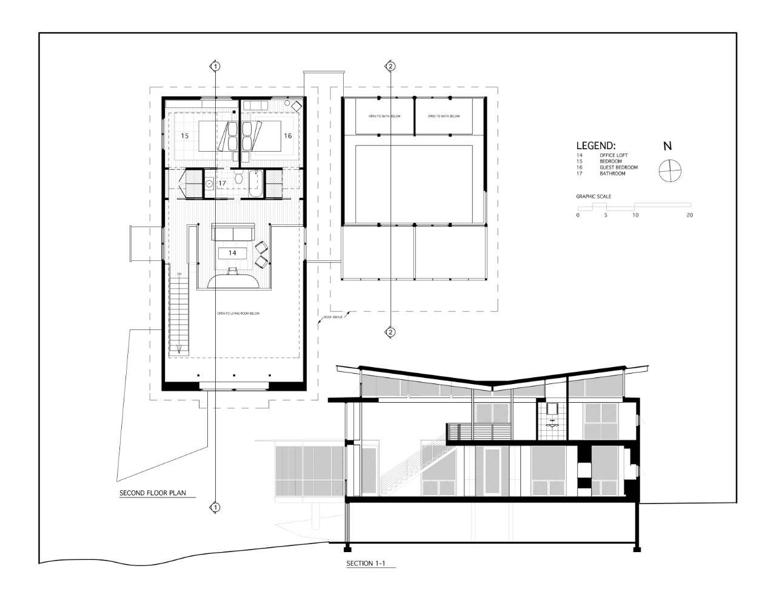 1
2
15
16
OPEN TO BATH BELOW
OPEN TO BATH BELOW
17
14
OPEN TO LIVING ROOM BELOW
ROOF ABOVE
2
LEGEND:
14 OFFICE LOFT
15 BEDROOM
16 GUEST BEDROOM
17 BATHROOM
N
GRAPHIC SCALE
0 5 10 20
SECOND FLOOR PLAN
1
SECTION 1-1